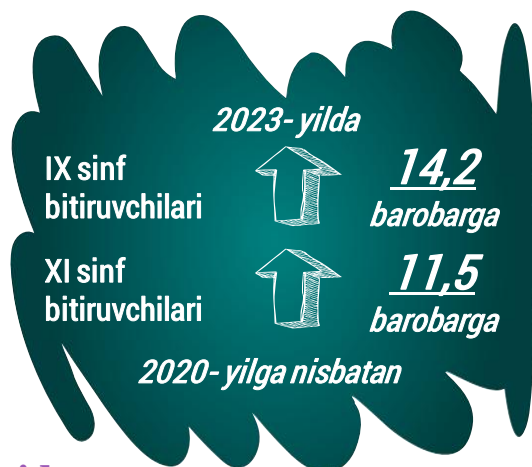 2023- yilda
IX sinf
bitiruvchilari
14,2
barobarga
XI sinf
bitiruvchilari
11,5
barobarga
2020- yilga nisbatan